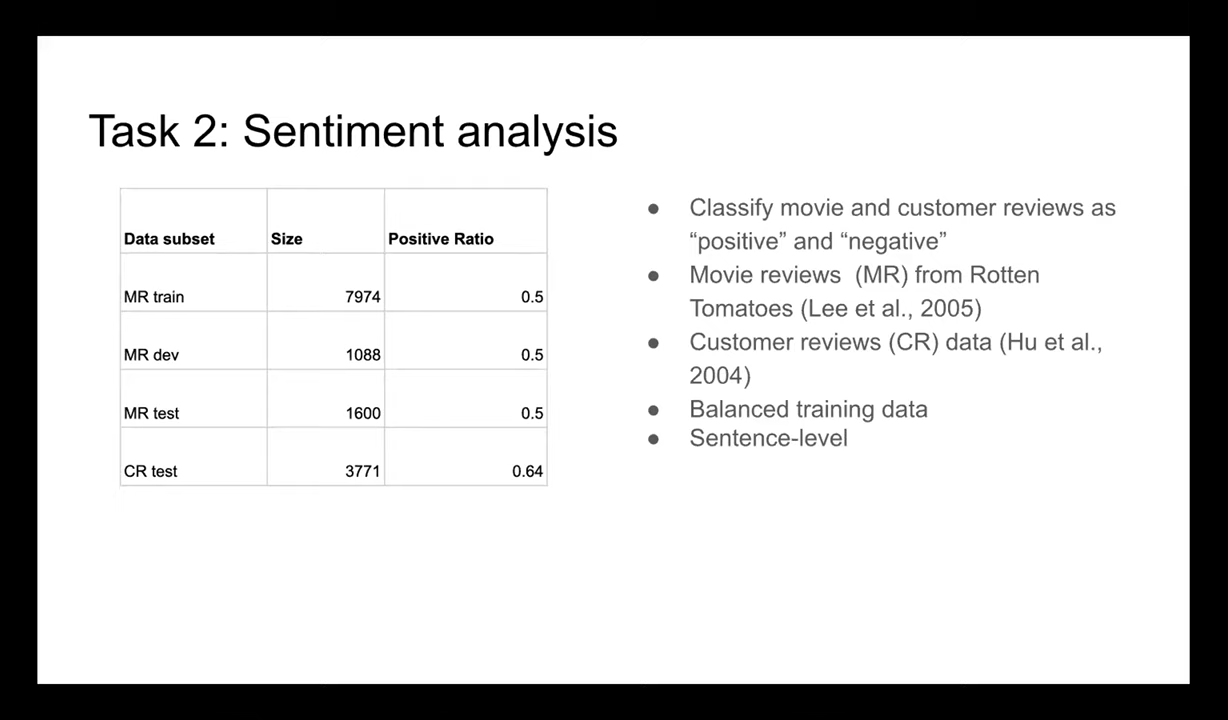 Task 2: Sentiment analysis
Data subset Size Positive Ratio
MR train 7974 0.5
MR dev 1088 0.5
MR test 1600 0.5
CR test 3771 0.64
● Classify movie and customer reviews as
“positive” and “negative”
● Movie reviews (MR) from Rotten
Tomatoes (Lee et al., 2005)
● Customer reviews (CR) data (Hu et al.,
2004)
● Balanced training data
● Sentence-level